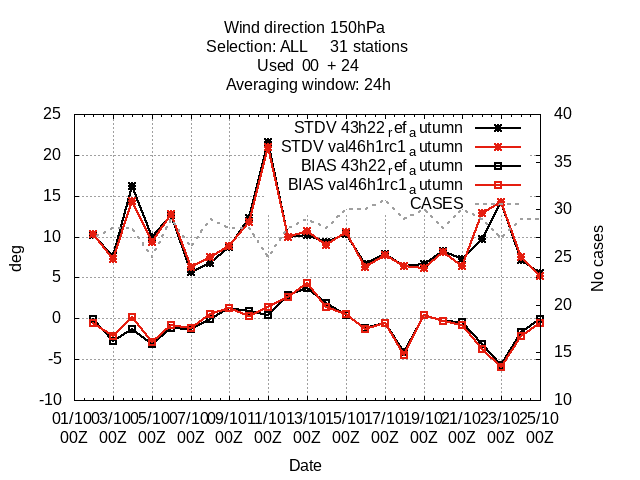 Wind direction 150hPa
Selection: ALL     31 stations
Used  00  + 24
Averaging window: 24h
25
20
15
10
5
0
-5
-10
deg
40
35
30
25
20
15
10
No cases
STDV 43h22refautumn
STDV val46h1rc1autumn
BIAS 43h22refautumn
BIAS val46h1rc1autumn
CASES
01/10 03/10 05/10 07/10 09/10 11/10 13/10 15/10 17/10 19/10 21/10 23/10 25/10
00Z 00Z 00Z 00Z 00Z 00Z 00Z 00Z 00Z 00Z 00Z 00Z 00Z
Date